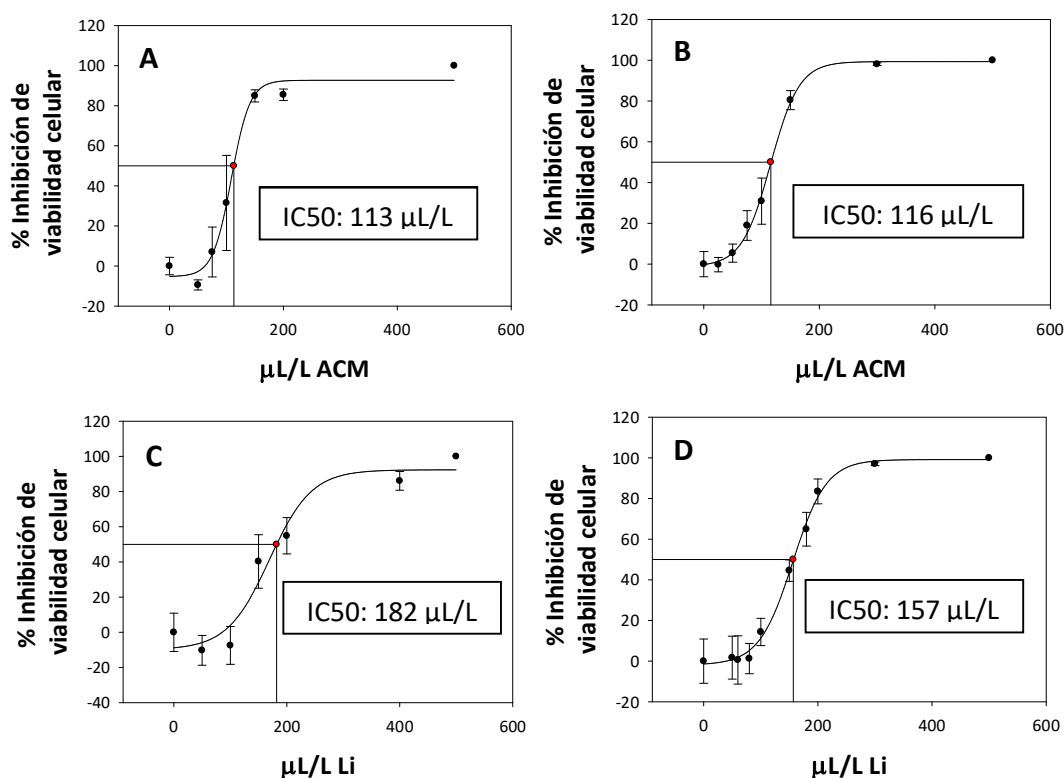 A
% Inhibición de
viabilidad celular
120
100
80
60
40
20
0
-20
IC50: 113 µL/L
0
200
400
600
µL/L ACM
B
% Inhibición de
viabilidad celular
120
100
80
60
40
20
0
-20
IC50: 116 µL/L
0
200
400
600
µL/L ACM
C
% Inhibición de
viabilidad celular
120
100
80
60
40
20
0
-20
-40
IC50: 182 µL/L
0
200
400
600
µL/L Li
D
% Inhibición de
viabilidad celular
120
100
80
60
40
20
0
-20
IC50: 157 µL/L
0
200
400
600
µL/L Li